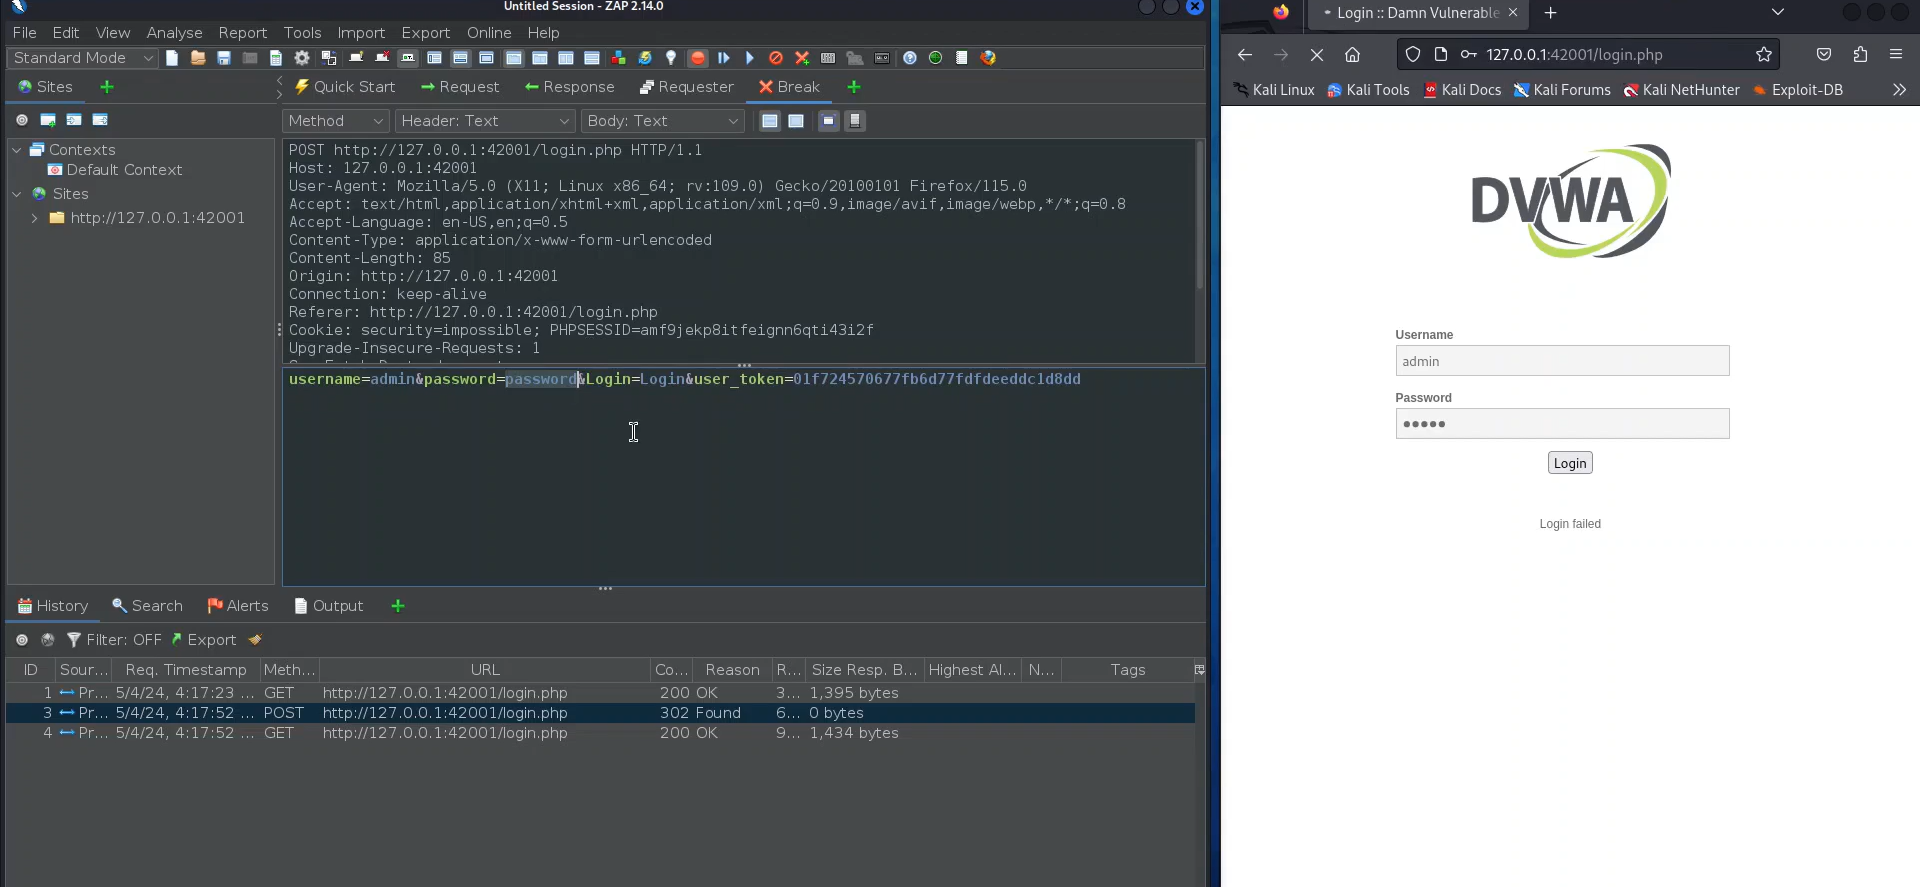 Untitled Session - ZAP 2.14.0
File Edit View Analyse Report Tools Import Export Online Help
Standard Mode
Sites
Quick Start Request Response Requester Break
Method Header: Text Body: Text
Contexts
Default Context
Sites
http://127.0.0.1:42001
POST http://127.0.0.1:42001/login.php HTTP/1.1
Host: 127.0.0.1:42001
User-Agent: Mozilla/5.0 (X11; Linux x86_64; rv:109.0) Gecko/20100101 Firefox/115.0
Accept: text/html,application/xhtml+xml,application/xml;q=0.9,image/avif,image/webp,*/*;q=0.8
Accept-Language: en-US,en;q=0.5
Content-Type: application/x-www-form-urlencoded
Content-Length: 85
Origin: http://127.0.0.1:42001
Connection: keep-alive
Referer: http://127.0.0.1:42001/login.php
Cookie: security=impossible; PHPSESSID=amf9jekp8itfeignn6qti43i2f
Upgrade-Insecure-Requests: 1
username=admin&password=password&Login=Login&user_token=01f724570677fb6d77fdfdeeddc1d8dd
History Search Alerts Output
Filter: OFF Export
ID Sour... Req. Timestamp Meth... URL Co... Reason R... Size Resp. B... Highest Al... N... Tags
1 Pr... 5/4/24, 4:17:23 ... GET http://127.0.0.1:42001/login.php 200 OK 3... 1,395 bytes
3 Pr... 5/4/24, 4:17:52 ... POST http://127.0.0.1:42001/login.php 302 Found 6... 0 bytes
4 Pr... 5/4/24, 4:17:52 ... GET http://127.0.0.1:42001/login.php 200 OK 9... 1,434 bytes
Login :: Damn Vulnerable
127.0.0.1:42001/login.php
Kali Linux Kali Tools Kali Docs Kali Forums Kali NetHunter Exploit-DB
DVWA
Username
admin
Password
Login
Login failed